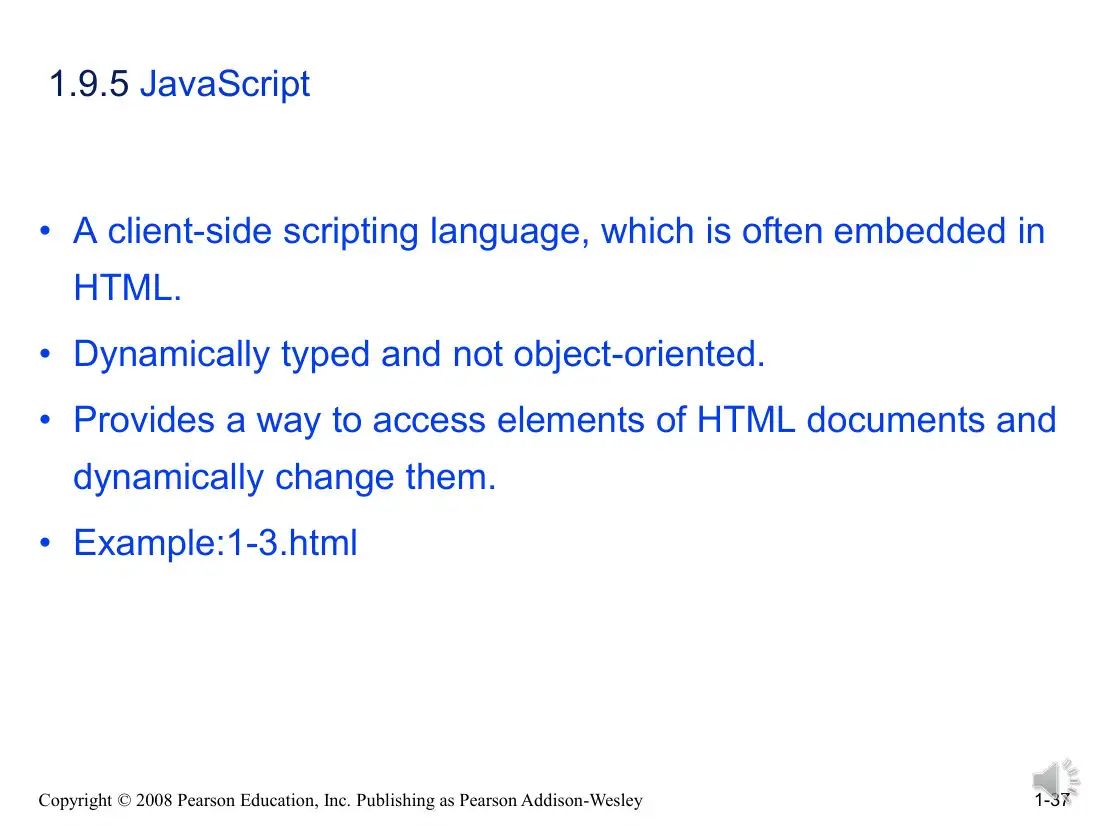 1.9.5 JavaScript
• A client-side scripting language, which is often embedded in
HTML.
• Dynamically typed and not object-oriented.
• Provides a way to access elements of HTML documents and
dynamically change them.
• Example:1-3.html
Copyright © 2008 Pearson Education, Inc. Publishing as Pearson Addison-Wesley
1-37